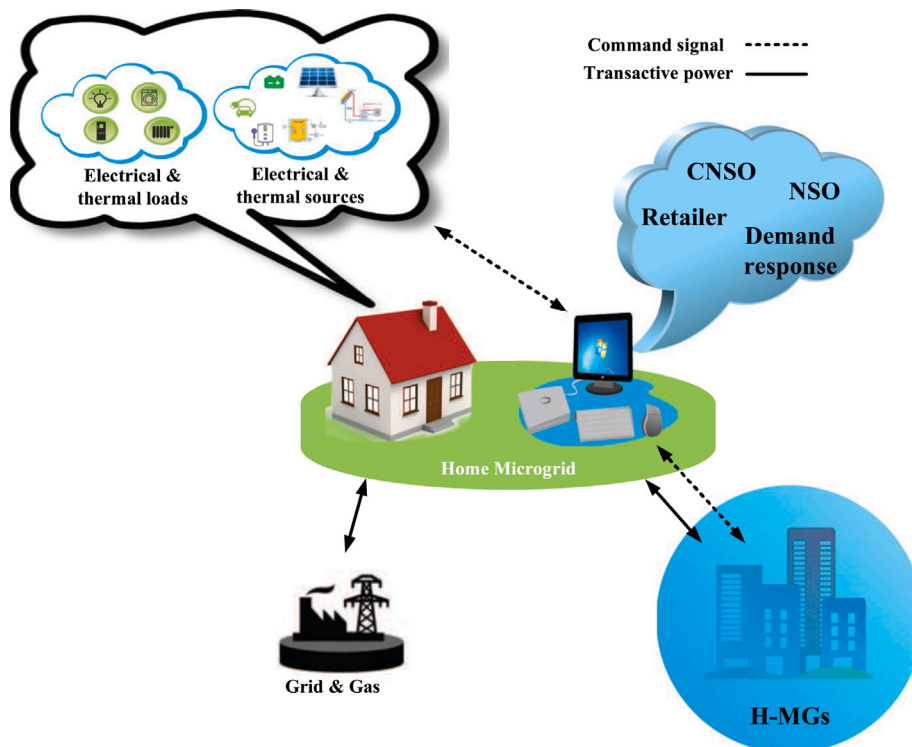 Command signal
Transactive power
Electrical &
thermal loads
Electrical &
thermal sources
CNSO
NSO
Retailer
Demand
response
Home Microgrid
Grid & Gas
H-MGs